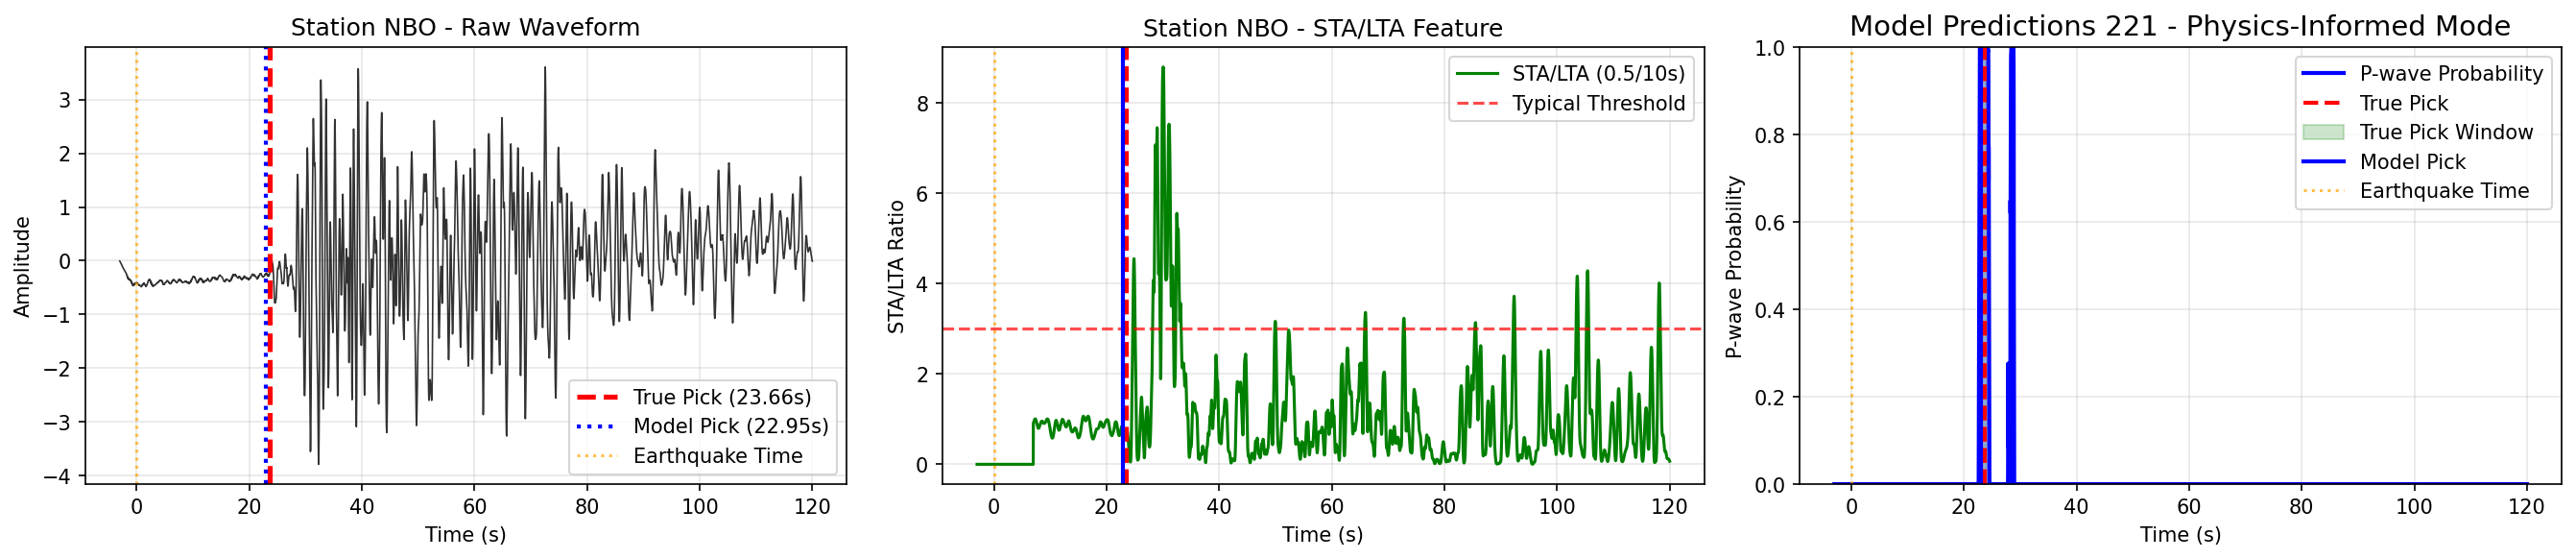 Station NBO - Raw Waveform
Amplitude
3
2
1
0
−1
−2
−3
−4
True Pick (23.66s)
Model Pick (22.95s)
Earthquake Time
0
20
40
60
80
100
120
Time (s)
Station NBO - STA/LTA Feature
STA/LTA Ratio
8
6
4
2
0
STA/LTA (0.5/10s)
Typical Threshold
0
20
40
60
80
100
120
Time (s)
Model Predictions 221 - Physics-Informed Mode
P-wave Probability
1.0
0.8
0.6
0.4
0.2
0.0
P-wave Probability
True Pick
True Pick Window
Model Pick
Earthquake Time
0
20
40
60
80
100
120
Time (s)